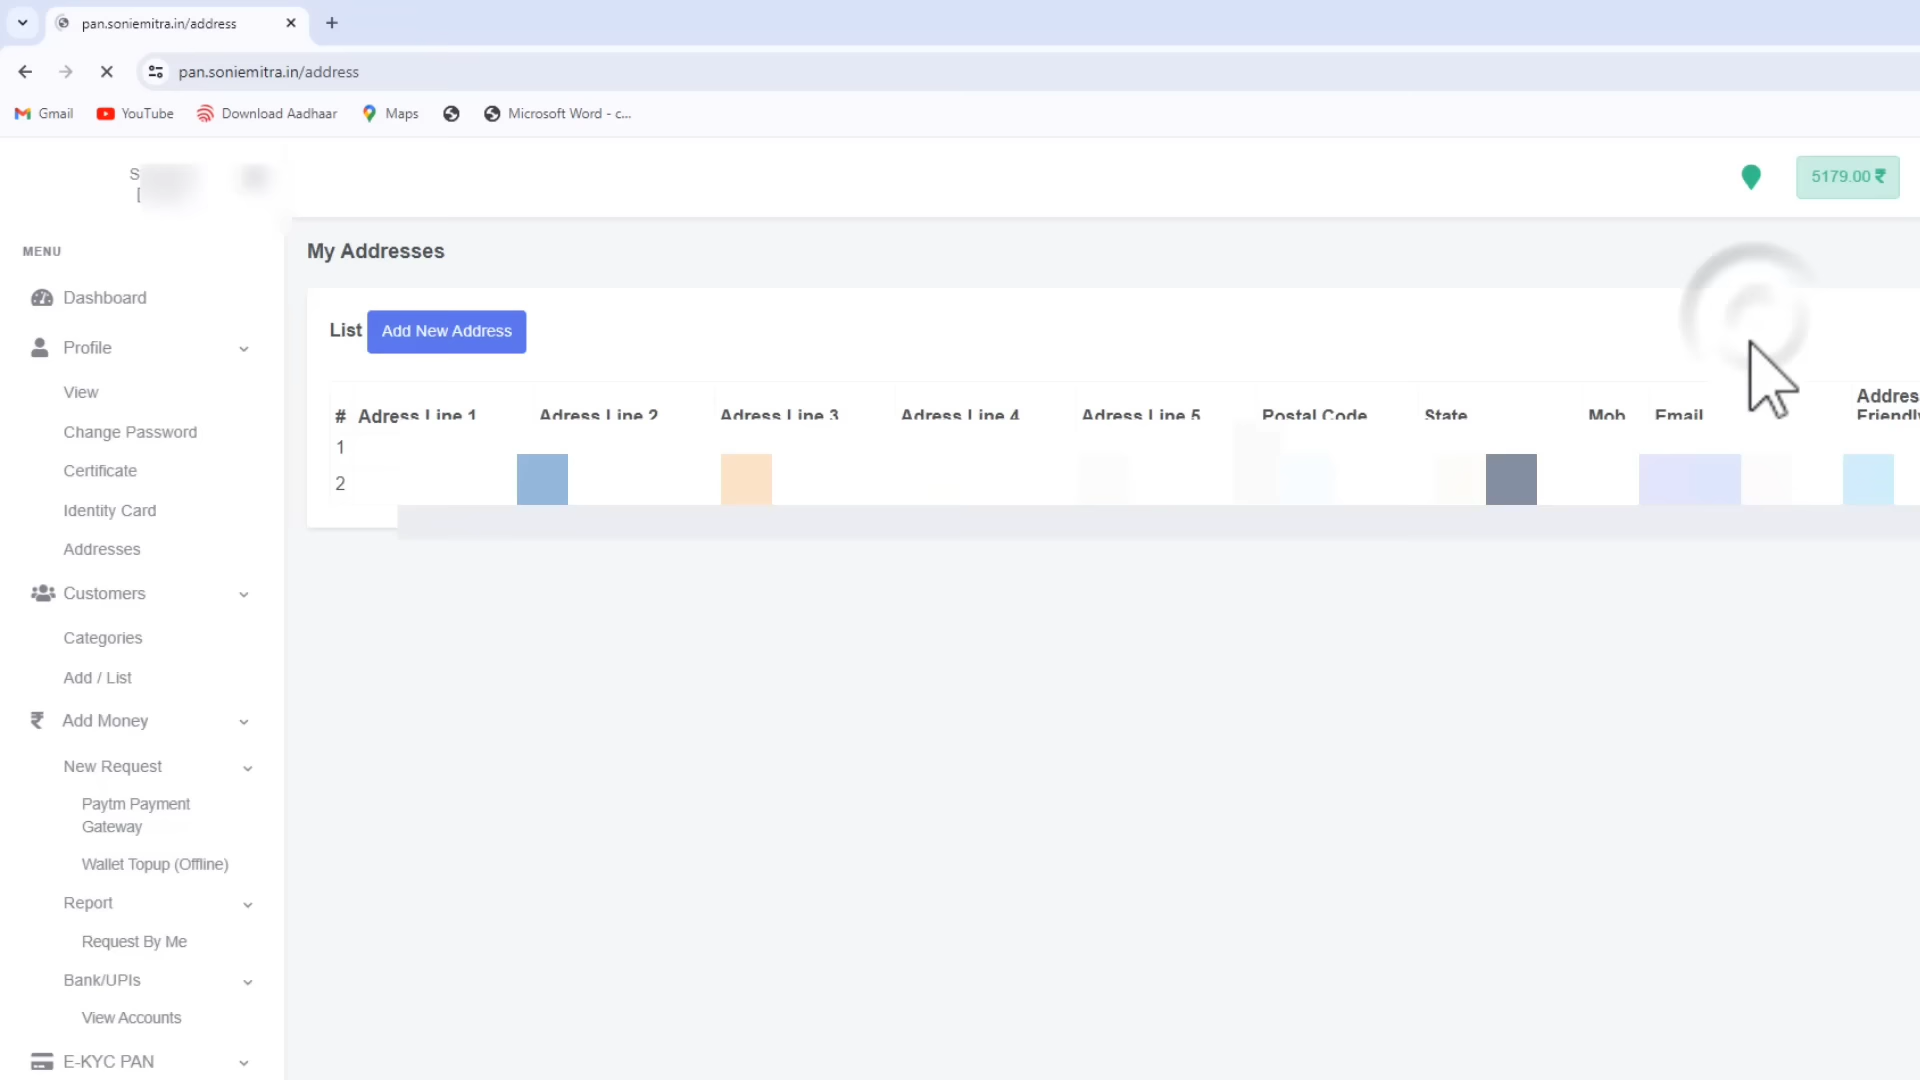 pan.soniemitra.in/address
pan.soniemitra.in/address
Gmail YouTube Download Aadhaar Maps Microsoft Word - c...
S
[
5179.00 ₹
MENU
My Addresses
Dashboard
List Add New Address
Profile
View
Change Password
Certificate
Identity Card
Addresses
# Adress Line 1 Adress Line 2 Adress Line 3 Adress Line 4 Adress Line 5 Postal Code State Mob Email Addres
Friendly
1
2
Customers
Categories
Add / List
₹ Add Money
New Request
Paytm Payment
Gateway
Wallet Topup (Offline)
Report
Request By Me
Bank/UPIs
View Accounts
E-KYC PAN